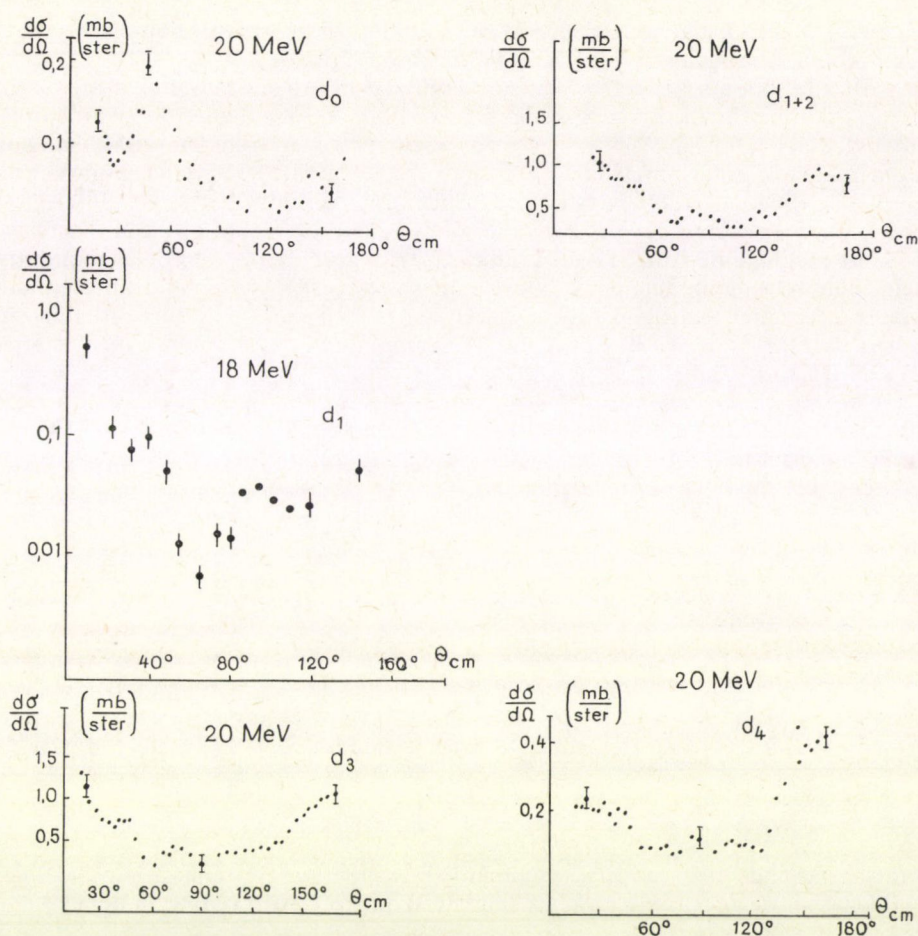 dσ/dΩ (mb/ster)
20 MeV
d₀
0,2
0,1
60° 120° 180° Θcm
dσ/dΩ (mb/ster)
20 MeV
d₁₊₂
1,5
1,0
0,5
60° 120° 180° Θcm
dσ/dΩ (mb/ster)
1,0
18 MeV
d₁
0,1
0,01
40° 80° 120° 160° Θcm
dσ/dΩ (mb/ster)
20 MeV
d₃
1,5
1,0
0,5
30° 60° 90° 120° 150° Θcm
dσ/dΩ (mb/ster)
20 MeV
d₄
0,4
0,2
60° 120° 180° Θcm